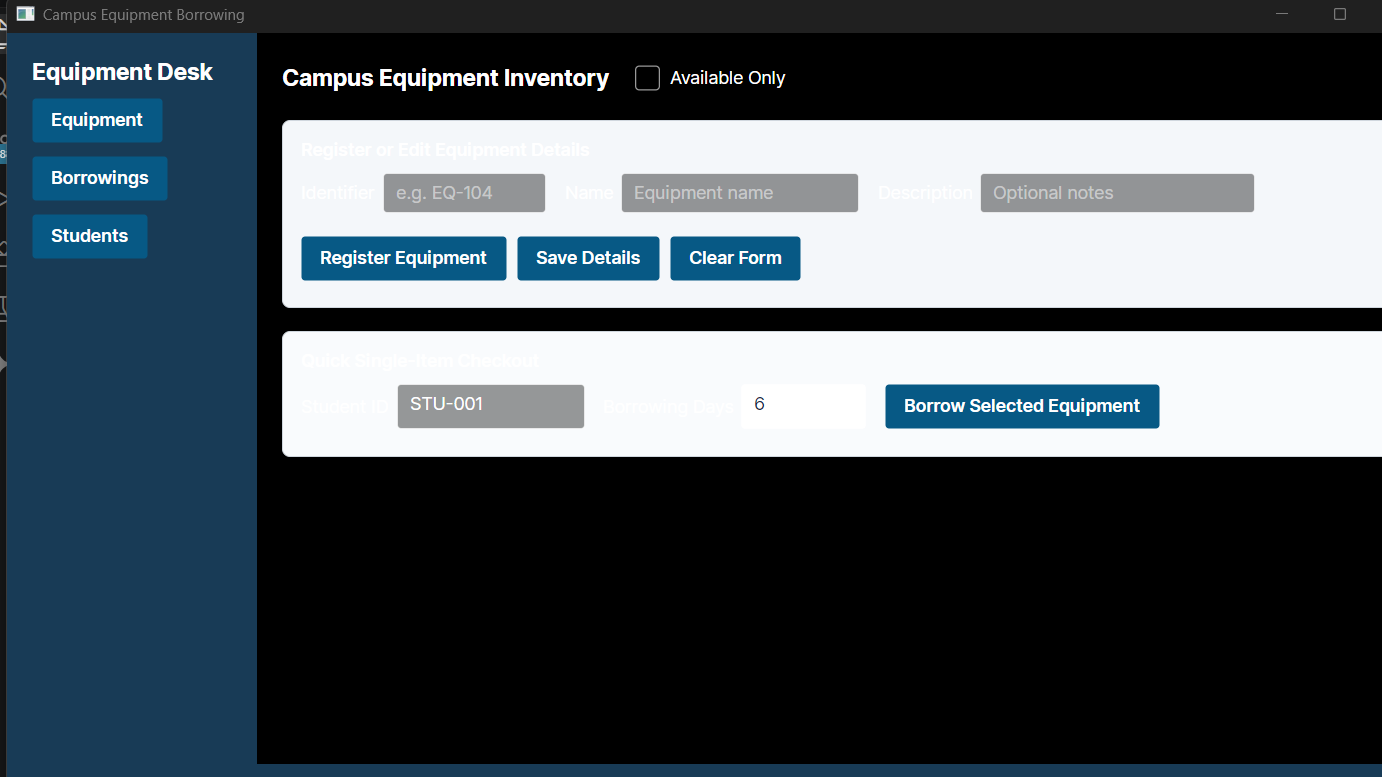 Campus Equipment Borrowing
Equipment Desk
Equipment
Borrowings
Students
Campus Equipment Inventory Available Only
Register or Edit Equipment Details
Identifier e.g. EQ-104 Name Equipment name Description Optional notes
Register Equipment Save Details Clear Form
Quick Single-Item Checkout
Student ID STU-001 Borrowing Days 6 Borrow Selected Equipment